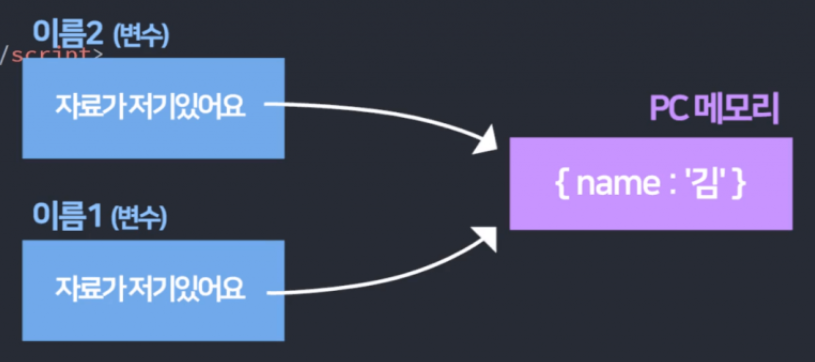 이름2 (변수)
/script>
자료가 저기있어요
PC 메모리
{ name : '김' }
이름1 (변수)
자료가 저기있어요